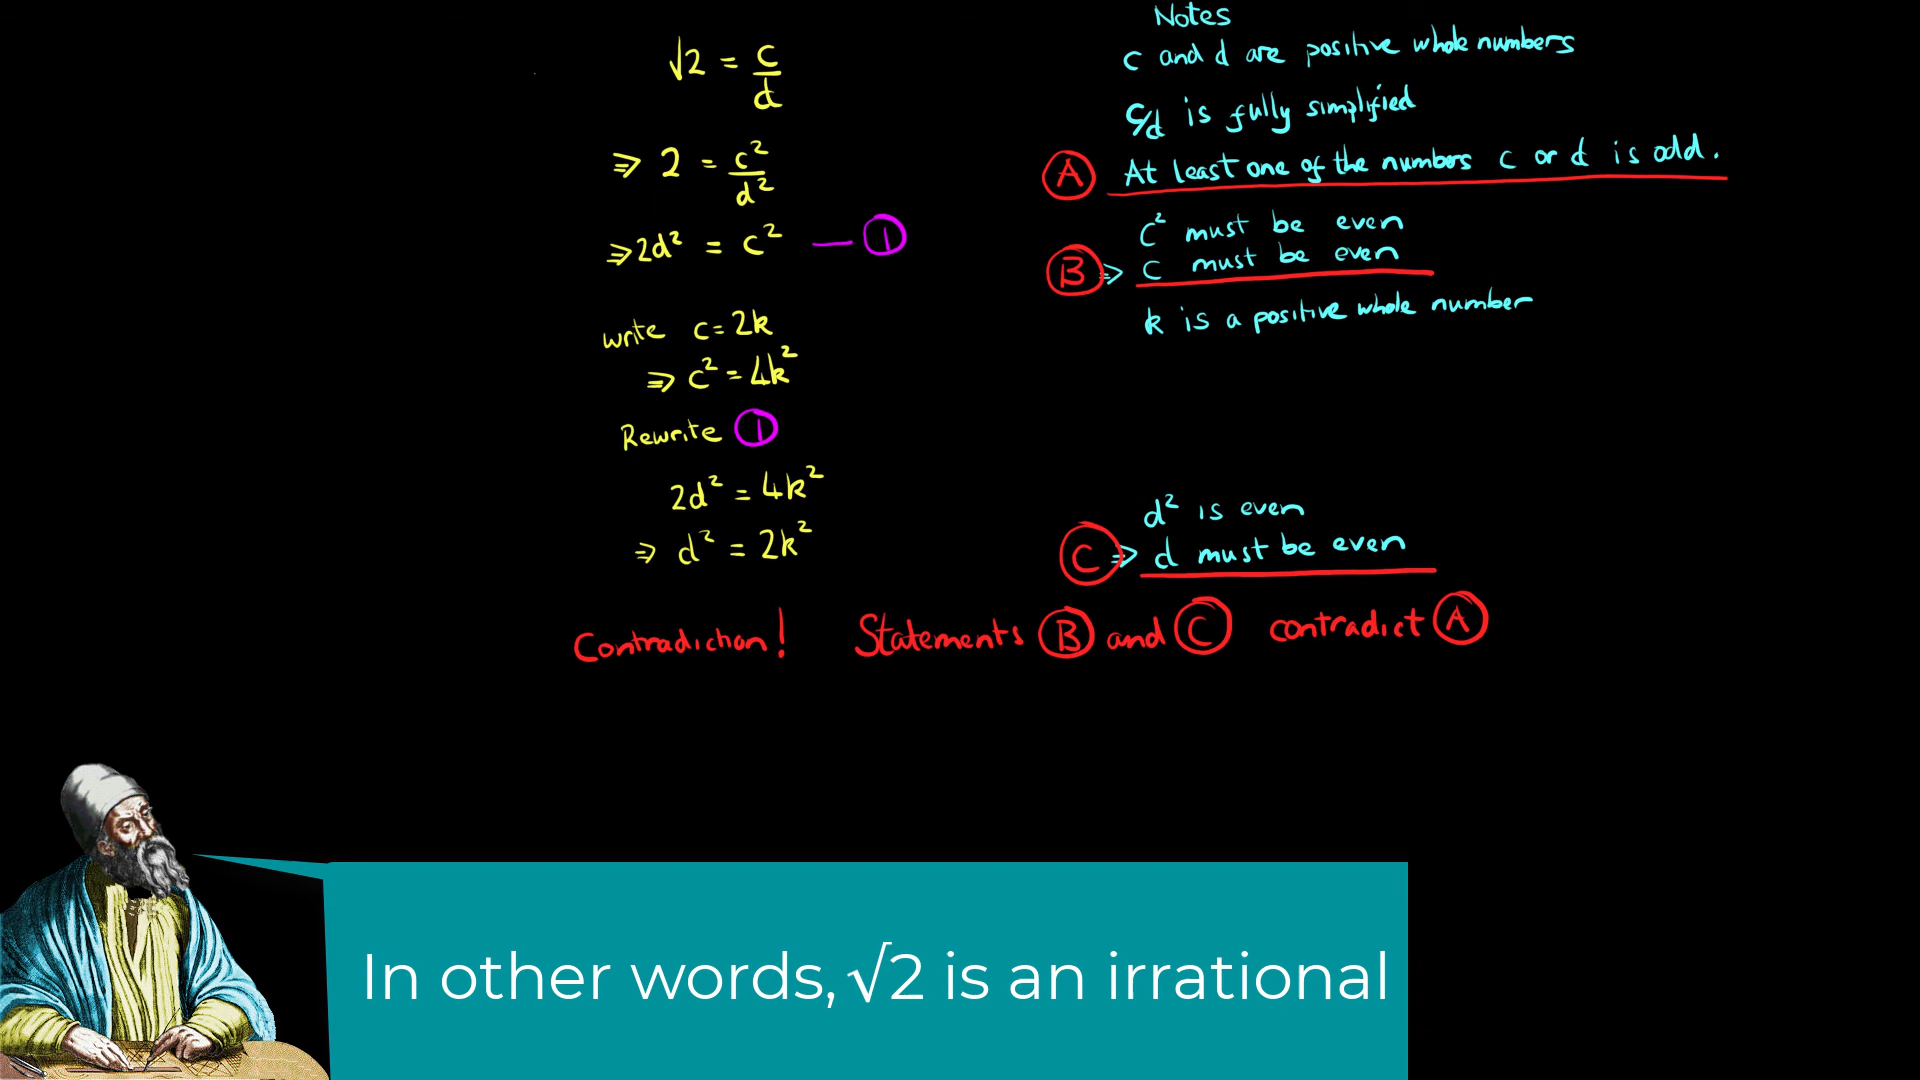 √2 = c/d
⇒ 2 = c²/d²
⇒ 2d² = c² — ①
write c = 2k
⇒ c² = 4k²
Rewrite ①
2d² = 4k²
⇒ d² = 2k²
Notes
c and d are positive whole numbers
c/d is fully simplified
Ⓐ At least one of the numbers c or d is odd.
c² must be even
Ⓑ ⇒ c must be even
k is a positive whole number
d² is even
Ⓒ ⇒ d must be even
Contradiction! Statements Ⓑ and Ⓒ contradict Ⓐ
In other words, √2 is an irrational